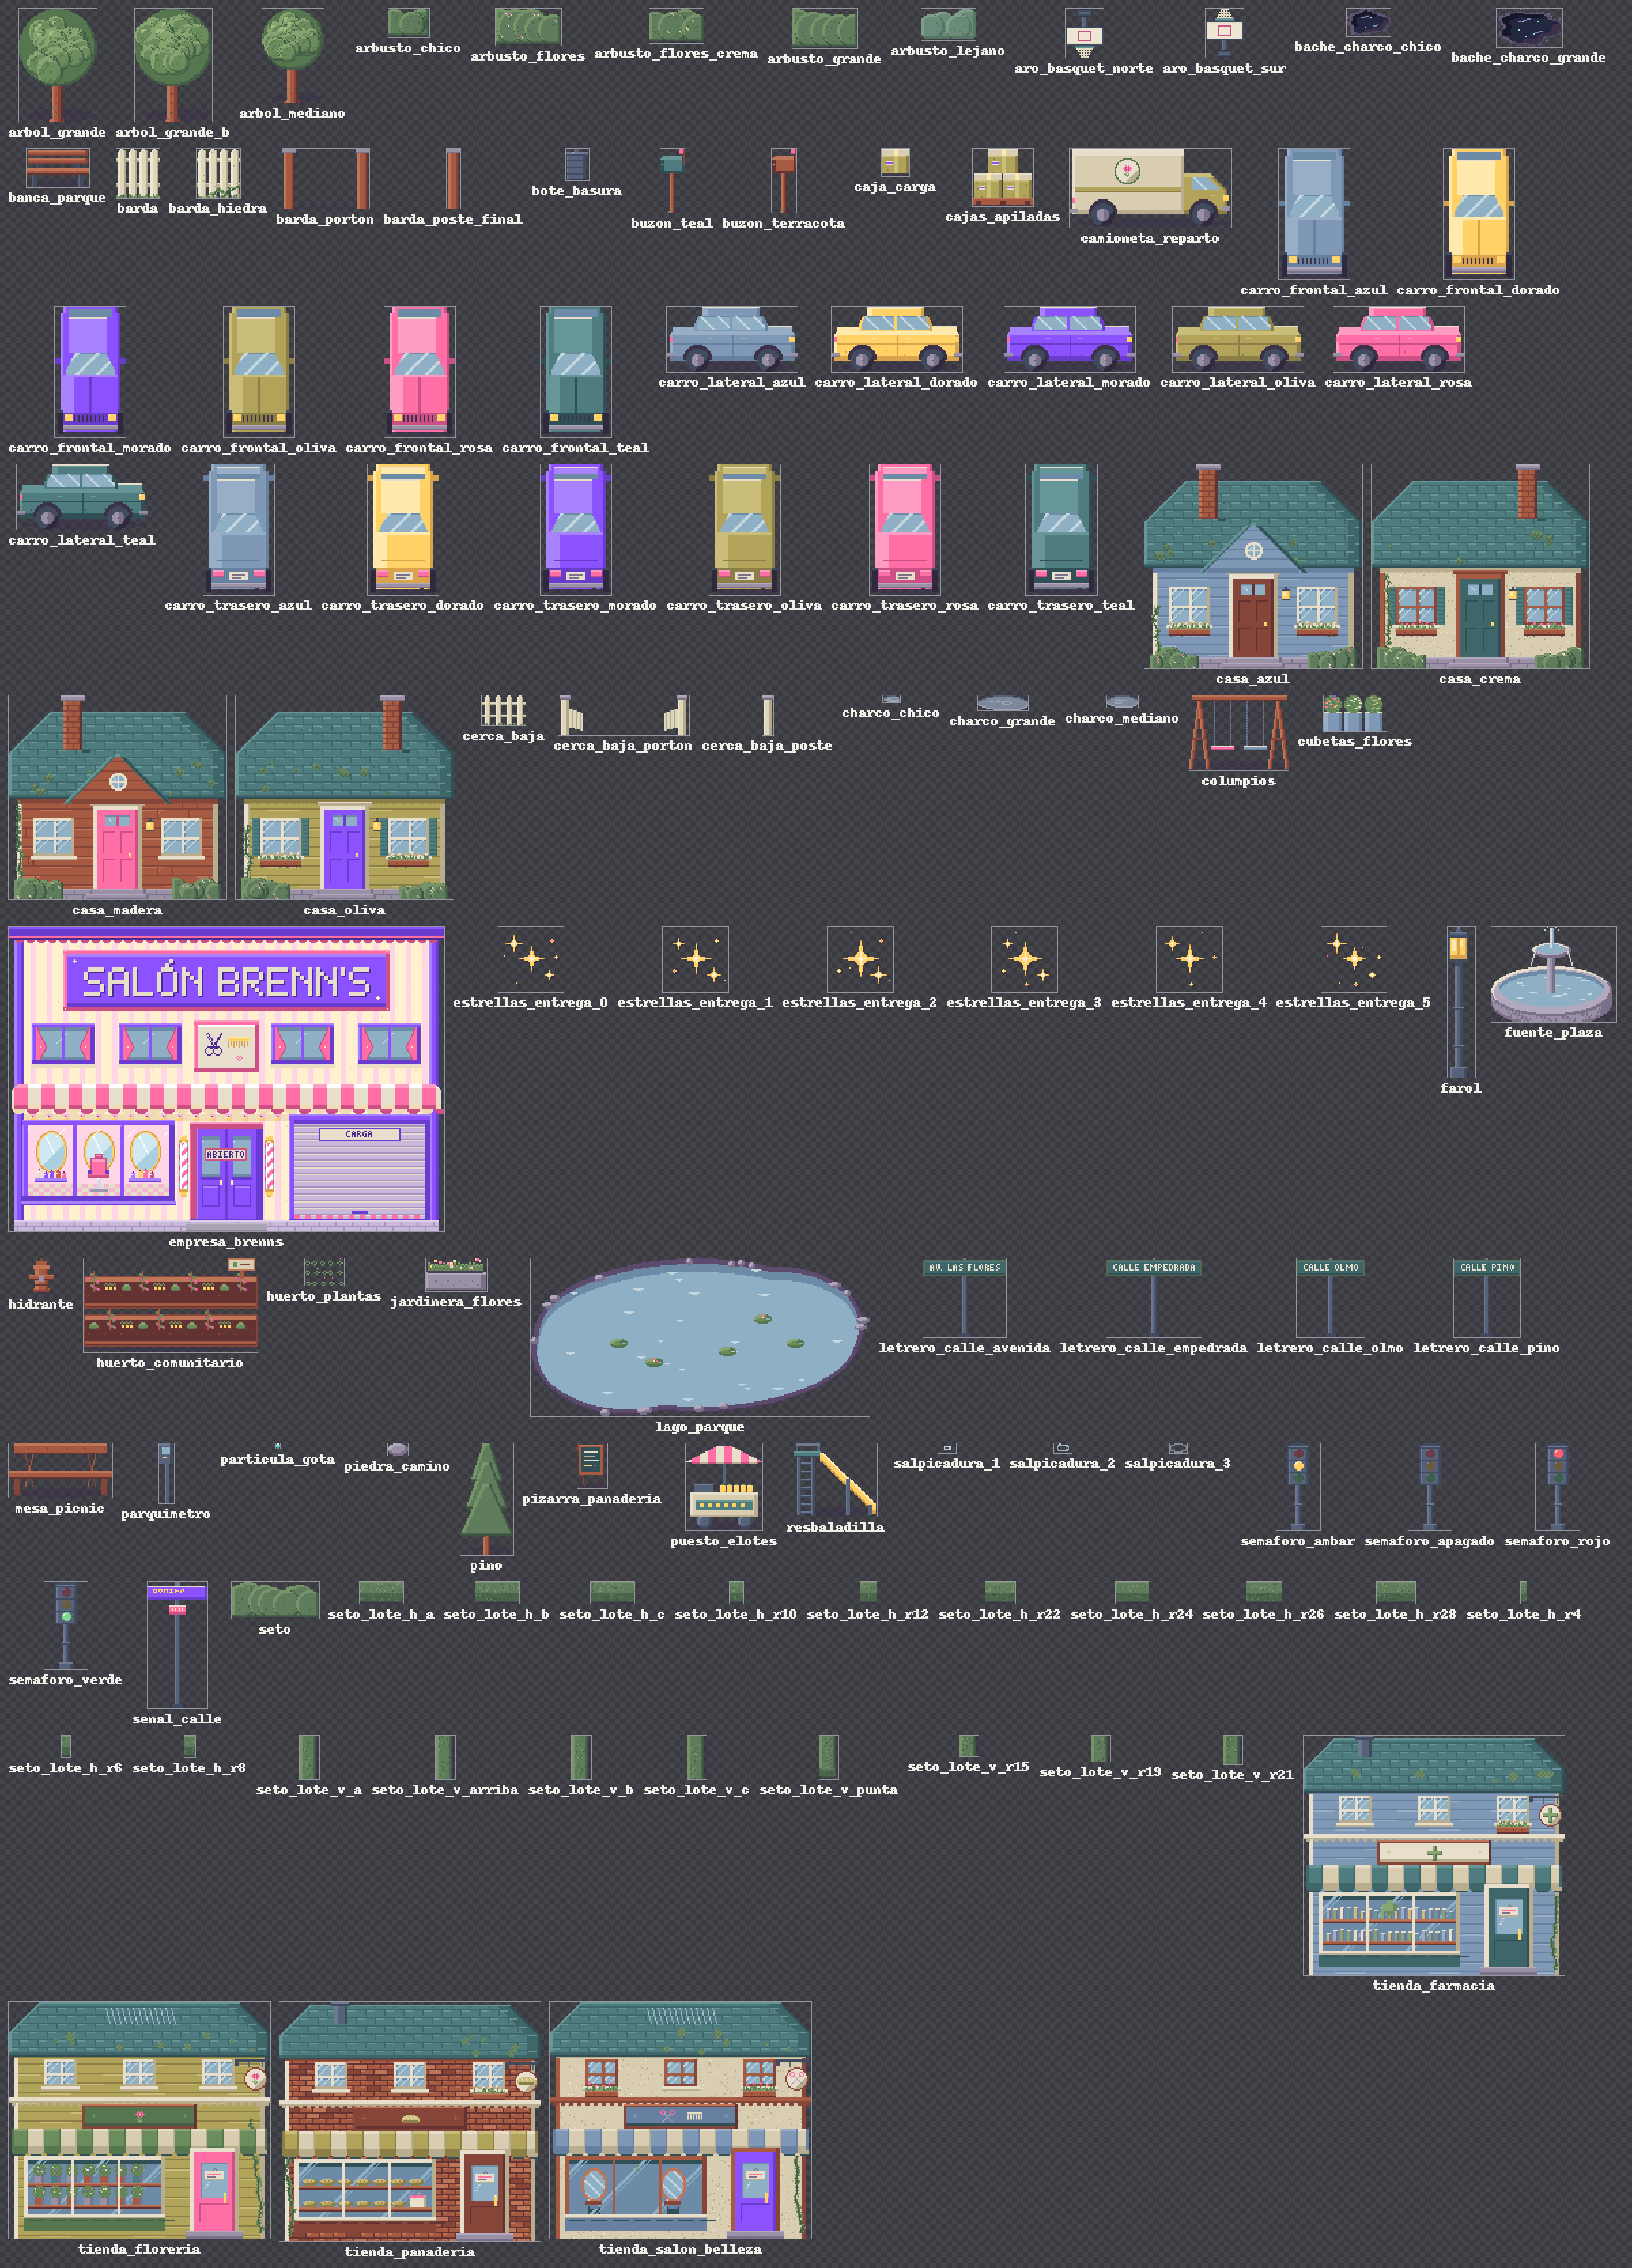 arbol_grande
arbol_grande_b
arbol_mediano
arbusto_chico
arbusto_flores
arbusto_flores_crema
arbusto_grande
arbusto_lejano
aro_basquet_norte
aro_basquet_sur
bache_charco_chico
bache_charco_grande
banca_parque
barda
barda_hiedra
barda_porton
barda_poste_final
bote_basura
buzon_teal
buzon_terracota
caja_carga
cajas_apiladas
camioneta_reparto
carro_frontal_azul
carro_frontal_dorado
carro_frontal_morado
carro_frontal_oliva
carro_frontal_rosa
carro_frontal_teal
carro_lateral_azul
carro_lateral_dorado
carro_lateral_morado
carro_lateral_oliva
carro_lateral_rosa
carro_lateral_teal
carro_trasero_azul
carro_trasero_dorado
carro_trasero_morado
carro_trasero_oliva
carro_trasero_rosa
carro_trasero_teal
casa_azul
casa_crema
casa_madera
casa_oliva
cerca_baja
cerca_baja_porton
cerca_baja_poste
charco_chico
charco_grande
charco_mediano
columpios
cubetas_flores
SALÓN BRENN'S
CARGA
ABIERTO
empresa_brenns
estrellas_entrega_0
estrellas_entrega_1
estrellas_entrega_2
estrellas_entrega_3
estrellas_entrega_4
estrellas_entrega_5
farol
fuente_plaza
hidrante
huerto_comunitario
huerto_plantas
jardinera_flores
lago_parque
AV. LAS FLORES
letrero_calle_avenida
CALLE EMPEDRADA
letrero_calle_empedrada
CALLE OLMO
letrero_calle_olmo
CALLE PINO
letrero_calle_pino
mesa_picnic
parquimetro
particula_gota
piedra_camino
pino
pizarra_panaderia
puesto_elotes
resbaladilla
salpicadura_1
salpicadura_2
salpicadura_3
semaforo_ambar
semaforo_apagado
semaforo_rojo
semaforo_verde
senal_calle
seto
seto_lote_h_a
seto_lote_h_b
seto_lote_h_c
seto_lote_h_r10
seto_lote_h_r12
seto_lote_h_r22
seto_lote_h_r24
seto_lote_h_r26
seto_lote_h_r28
seto_lote_h_r4
seto_lote_h_r6
seto_lote_h_r8
seto_lote_v_a
seto_lote_v_arriba
seto_lote_v_b
seto_lote_v_c
seto_lote_v_punta
seto_lote_v_r15
seto_lote_v_r19
seto_lote_v_r21
tienda_farmacia
tienda_floreria
tienda_panaderia
tienda_salon_belleza